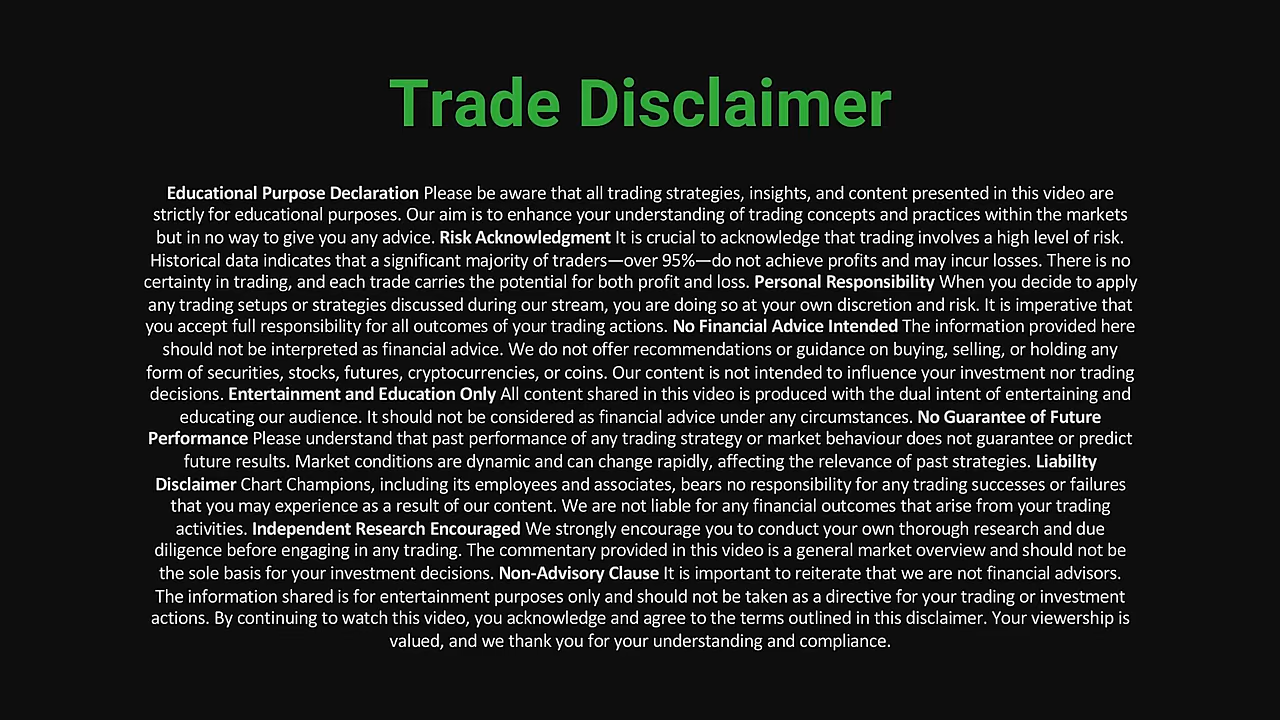 Trade Disclaimer
Educational Purpose Declaration Please be aware that all trading strategies, insights, and content presented in this video are
strictly for educational purposes. Our aim is to enhance your understanding of trading concepts and practices within the markets
but in no way to give you any advice. Risk Acknowledgment It is crucial to acknowledge that trading involves a high level of risk.
Historical data indicates that a significant majority of traders—over 95%—do not achieve profits and may incur losses. There is no
certainty in trading, and each trade carries the potential for both profit and loss. Personal Responsibility When you decide to apply
any trading setups or strategies discussed during our stream, you are doing so at your own discretion and risk. It is imperative that
you accept full responsibility for all outcomes of your trading actions. No Financial Advice Intended The information provided here
should not be interpreted as financial advice. We do not offer recommendations or guidance on buying, selling, or holding any
form of securities, stocks, futures, cryptocurrencies, or coins. Our content is not intended to influence your investment nor trading
decisions. Entertainment and Education Only All content shared in this video is produced with the dual intent of entertaining and
educating our audience. It should not be considered as financial advice under any circumstances. No Guarantee of Future
Performance Please understand that past performance of any trading strategy or market behaviour does not guarantee or predict
future results. Market conditions are dynamic and can change rapidly, affecting the relevance of past strategies. Liability
Disclaimer Chart Champions, including its employees and associates, bears no responsibility for any trading successes or failures
that you may experience as a result of our content. We are not liable for any financial outcomes that arise from your trading
activities. Independent Research Encouraged We strongly encourage you to conduct your own thorough research and due
diligence before engaging in any trading. The commentary provided in this video is a general market overview and should not be
the sole basis for your investment decisions. Non-Advisory Clause It is important to reiterate that we are not financial advisors.
The information shared is for entertainment purposes only and should not be taken as a directive for your trading or investment
actions. By continuing to watch this video, you acknowledge and agree to the terms outlined in this disclaimer. Your viewership is
valued, and we thank you for your understanding and compliance.